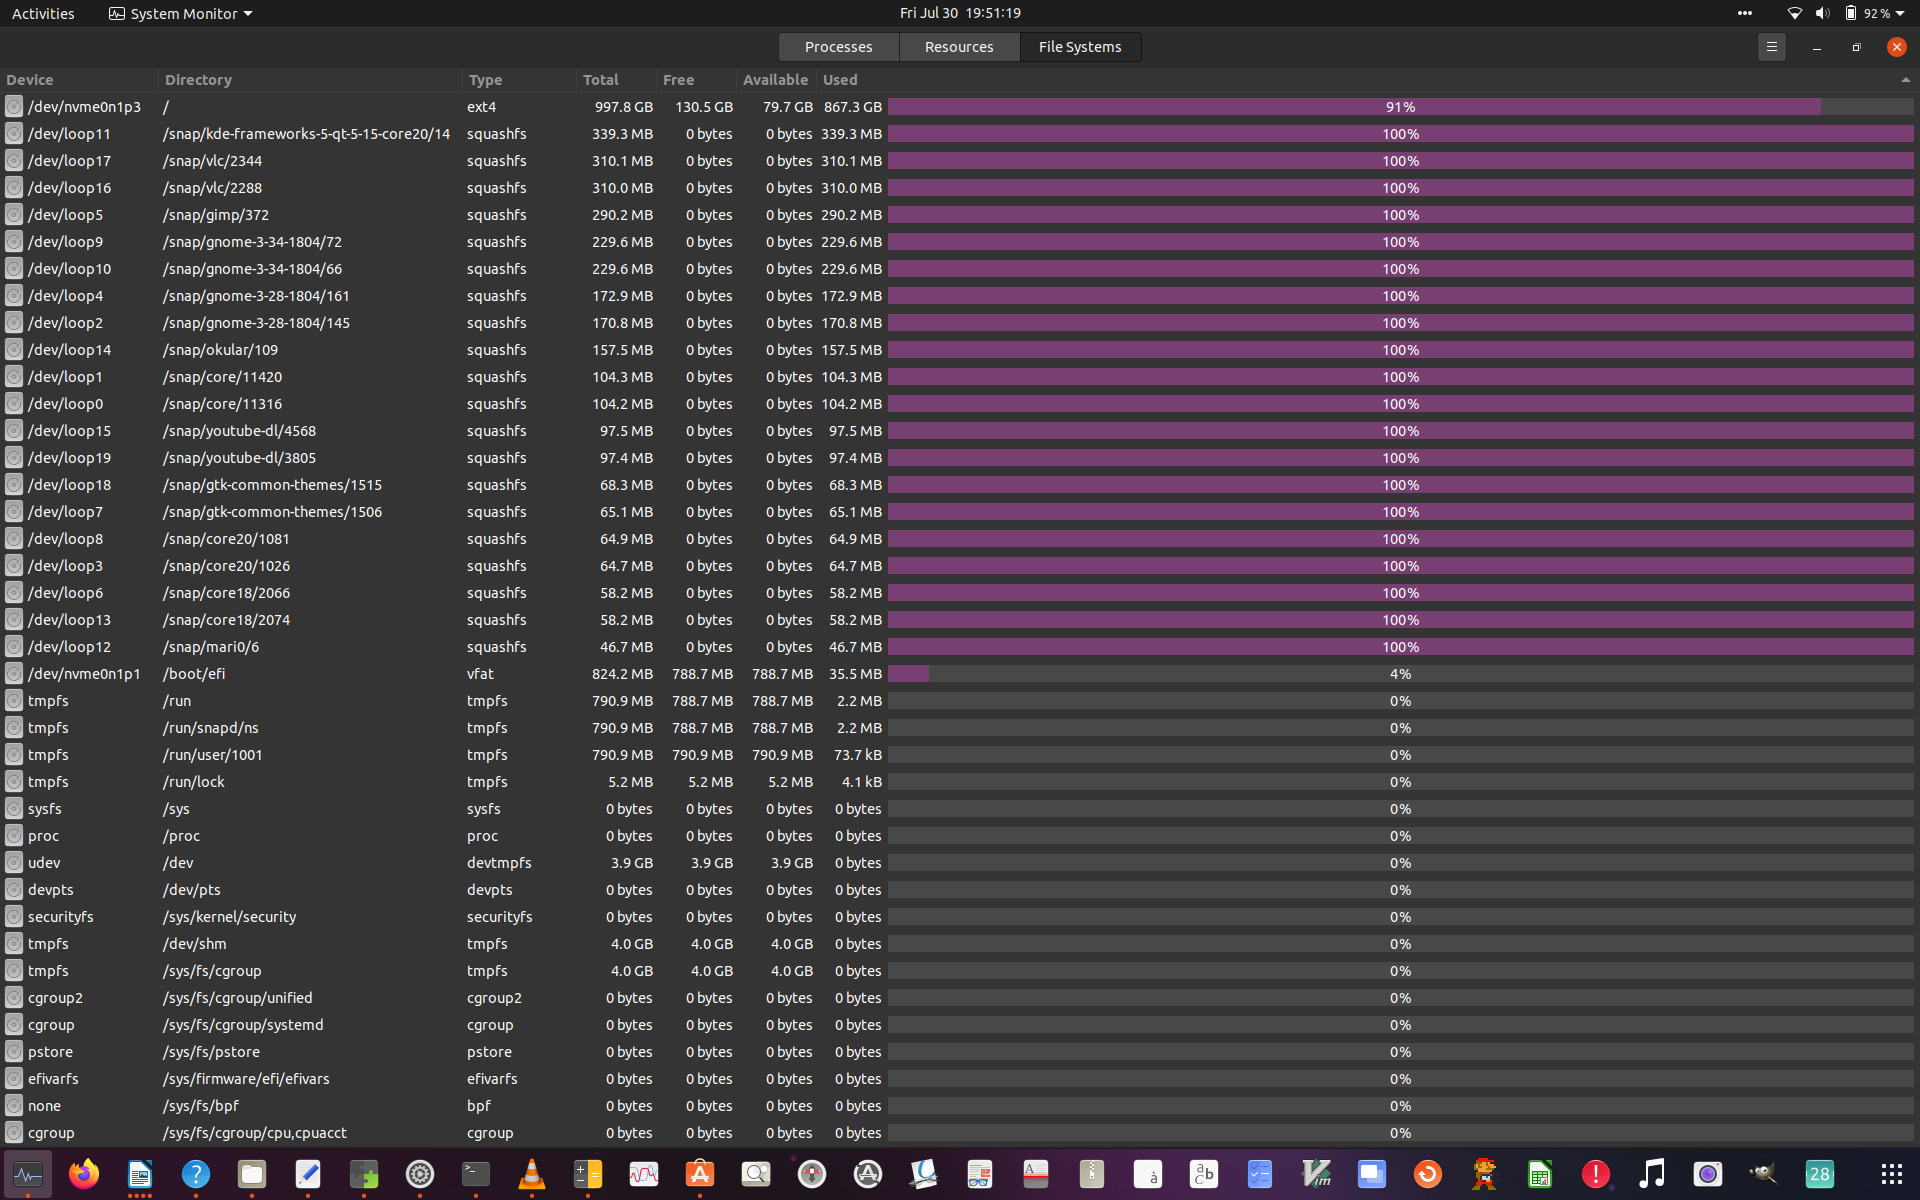 Activities System Monitor Fri Jul 30 19:51:19 92 %
Processes Resources File Systems
Device Directory Type Total Free Available Used
/dev/nvme0n1p3 / ext4 997.8 GB 130.5 GB 79.7 GB 867.3 GB 91%
/dev/loop11 /snap/kde-frameworks-5-qt-5-15-core20/14 squashfs 339.3 MB 0 bytes 0 bytes 339.3 MB 100%
/dev/loop17 /snap/vlc/2344 squashfs 310.1 MB 0 bytes 0 bytes 310.1 MB 100%
/dev/loop16 /snap/vlc/2288 squashfs 310.0 MB 0 bytes 0 bytes 310.0 MB 100%
/dev/loop5 /snap/gimp/372 squashfs 290.2 MB 0 bytes 0 bytes 290.2 MB 100%
/dev/loop9 /snap/gnome-3-34-1804/72 squashfs 229.6 MB 0 bytes 0 bytes 229.6 MB 100%
/dev/loop10 /snap/gnome-3-34-1804/66 squashfs 229.6 MB 0 bytes 0 bytes 229.6 MB 100%
/dev/loop4 /snap/gnome-3-28-1804/161 squashfs 172.9 MB 0 bytes 0 bytes 172.9 MB 100%
/dev/loop2 /snap/gnome-3-28-1804/145 squashfs 170.8 MB 0 bytes 0 bytes 170.8 MB 100%
/dev/loop14 /snap/okular/109 squashfs 157.5 MB 0 bytes 0 bytes 157.5 MB 100%
/dev/loop1 /snap/core/11420 squashfs 104.3 MB 0 bytes 0 bytes 104.3 MB 100%
/dev/loop0 /snap/core/11316 squashfs 104.2 MB 0 bytes 0 bytes 104.2 MB 100%
/dev/loop15 /snap/youtube-dl/4568 squashfs 97.5 MB 0 bytes 0 bytes 97.5 MB 100%
/dev/loop19 /snap/youtube-dl/3805 squashfs 97.4 MB 0 bytes 0 bytes 97.4 MB 100%
/dev/loop18 /snap/gtk-common-themes/1515 squashfs 68.3 MB 0 bytes 0 bytes 68.3 MB 100%
/dev/loop7 /snap/gtk-common-themes/1506 squashfs 65.1 MB 0 bytes 0 bytes 65.1 MB 100%
/dev/loop8 /snap/core20/1081 squashfs 64.9 MB 0 bytes 0 bytes 64.9 MB 100%
/dev/loop3 /snap/core20/1026 squashfs 64.7 MB 0 bytes 0 bytes 64.7 MB 100%
/dev/loop6 /snap/core18/2066 squashfs 58.2 MB 0 bytes 0 bytes 58.2 MB 100%
/dev/loop13 /snap/core18/2074 squashfs 58.2 MB 0 bytes 0 bytes 58.2 MB 100%
/dev/loop12 /snap/mari0/6 squashfs 46.7 MB 0 bytes 0 bytes 46.7 MB 100%
/dev/nvme0n1p1 /boot/efi vfat 824.2 MB 788.7 MB 788.7 MB 35.5 MB 4%
tmpfs /run tmpfs 790.9 MB 788.7 MB 788.7 MB 2.2 MB 0%
tmpfs /run/snapd/ns tmpfs 790.9 MB 788.7 MB 788.7 MB 2.2 MB 0%
tmpfs /run/user/1001 tmpfs 790.9 MB 790.9 MB 790.9 MB 73.7 kB 0%
tmpfs /run/lock tmpfs 5.2 MB 5.2 MB 5.2 MB 4.1 kB 0%
sysfs /sys sysfs 0 bytes 0 bytes 0 bytes 0 bytes 0%
proc /proc proc 0 bytes 0 bytes 0 bytes 0 bytes 0%
udev /dev devtmpfs 3.9 GB 3.9 GB 3.9 GB 0 bytes 0%
devpts /dev/pts devpts 0 bytes 0 bytes 0 bytes 0 bytes 0%
securityfs /sys/kernel/security securityfs 0 bytes 0 bytes 0 bytes 0 bytes 0%
tmpfs /dev/shm tmpfs 4.0 GB 4.0 GB 4.0 GB 0 bytes 0%
tmpfs /sys/fs/cgroup tmpfs 4.0 GB 4.0 GB 4.0 GB 0 bytes 0%
cgroup2 /sys/fs/cgroup/unified cgroup2 0 bytes 0 bytes 0 bytes 0 bytes 0%
cgroup /sys/fs/cgroup/systemd cgroup 0 bytes 0 bytes 0 bytes 0 bytes 0%
pstore /sys/fs/pstore pstore 0 bytes 0 bytes 0 bytes 0 bytes 0%
efivarfs /sys/firmware/efi/efivars efivarfs 0 bytes 0 bytes 0 bytes 0 bytes 0%
none /sys/fs/bpf bpf 0 bytes 0 bytes 0 bytes 0 bytes 0%
cgroup /sys/fs/cgroup/cpu,cpuacct cgroup 0 bytes 0 bytes 0 bytes 0 bytes 0%
28